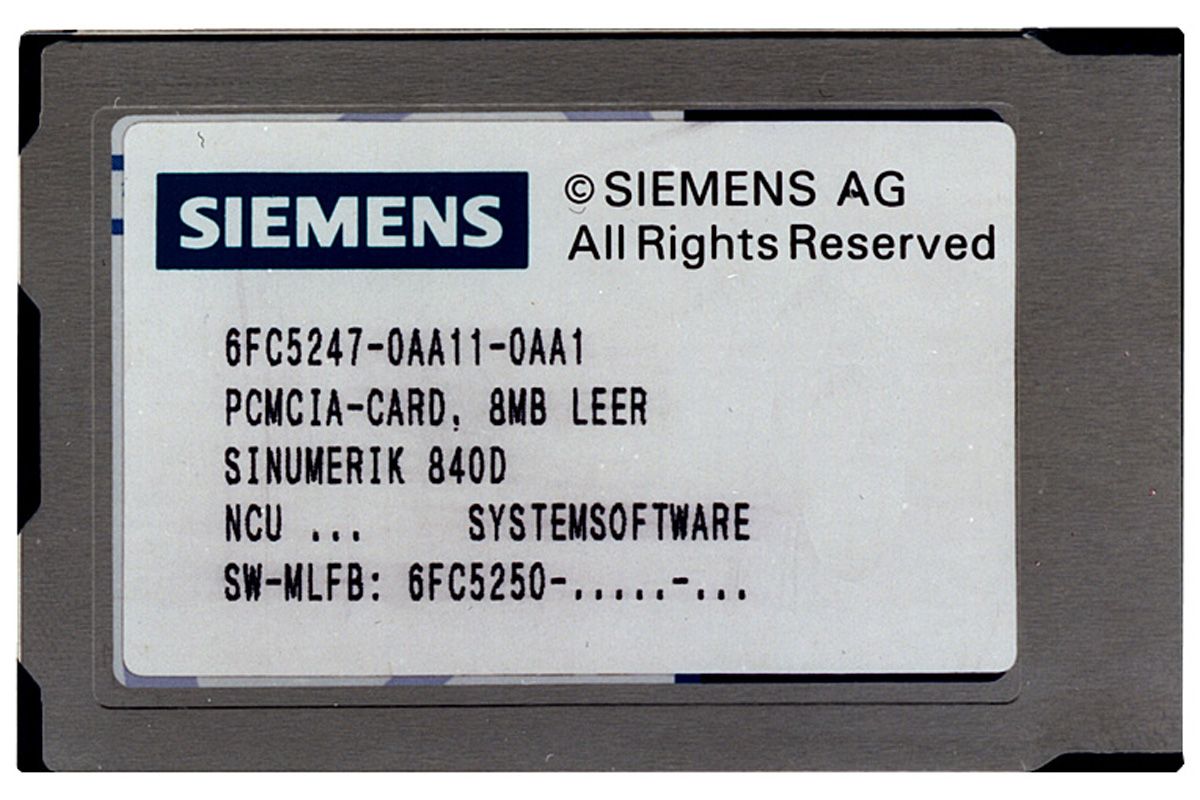 SIEMENS
© SIEMENS AG
All Rights Reserved
6FC5247-0AA11-0AA1
PCMCIA-CARD, 8MB LEER
SINUMERIK 840D
NCU ... SYSTEMSOFTWARE
SW-MLFB: 6FC5250-.....-...